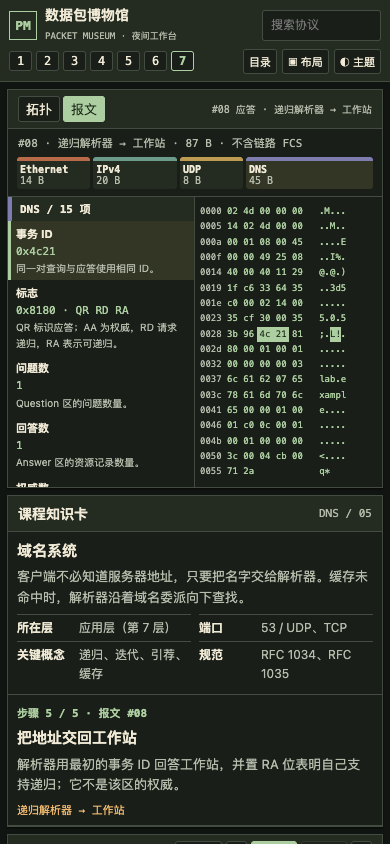 PM
数据包博物馆
PACKET MUSEUM · 夜间工作台
搜索协议
1 2 3 4 5 6 7
目录
▣ 布局
◐ 主题
拓扑 报文
#08 应答 · 递归解析器 → 工作站
#08 · 递归解析器 → 工作站 · 87 B · 不含链路 FCS
Ethernet
14 B
IPv4
20 B
UDP
8 B
DNS
45 B
DNS / 15 项
事务 ID
0x4c21
同一对查询与应答使用相同 ID。
标志
0x8180 · QR RD RA
QR 标识应答；AA 为权威，RD 请求
递归，RA 表示可递归。
问题数
1
Question 区的问题数量。
回答数
1
Answer 区的资源记录数量。
0000 02 4d 00 00 00 .M...
0005 14 02 4d 00 00 ..M..
000a 00 01 08 00 45 ....E
000f 00 00 49 25 08 ..I%.
0014 40 00 40 11 29 @.@.)
0019 1f c6 33 64 35 ..3d5
001e c0 00 02 14 00 .....
0023 35 cf 30 00 35 5.0.5
0028 3b 96 4c 21 81 ;.L!.
002d 80 00 01 00 01 .....
0032 00 00 00 00 03 .....
0037 6c 61 62 07 65 lab.e
003c 78 61 6d 70 6c xampl
0041 65 00 00 01 00 e....
0046 01 c0 0c 00 01 .....
004b 00 01 00 00 00 .....
0050 3c 00 04 cb 00 <....
0055 71 2a q*
课程知识卡
DNS / 05
域名系统
客户端不必知道服务器地址，只要把名字交给解析器。缓存未
命中时，解析器沿着域名委派向下查找。
所在层 应用层（第 7 层）
端口 53 / UDP、TCP
关键概念 递归、迭代、引荐、
缓存
规范 RFC 1034、RFC
1035
步骤 5 / 5 · 报文 #08
把地址交回工作站
解析器用最初的事务 ID 回答工作站，并置 RA 位表明自己支
持递归；它不是该区的权威。
递归解析器 → 工作站